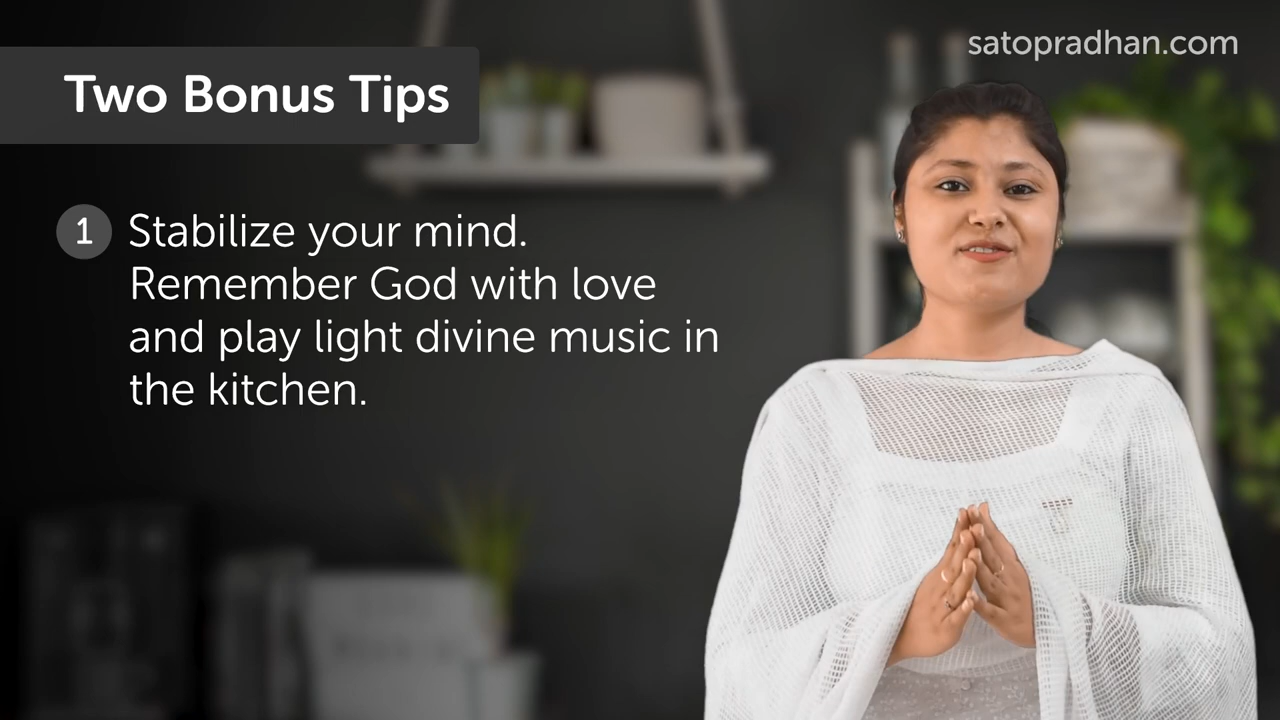 satopradhan.com
Two Bonus Tips
1 Stabilize your mind.
Remember God with love
and play light divine music in
the kitchen.